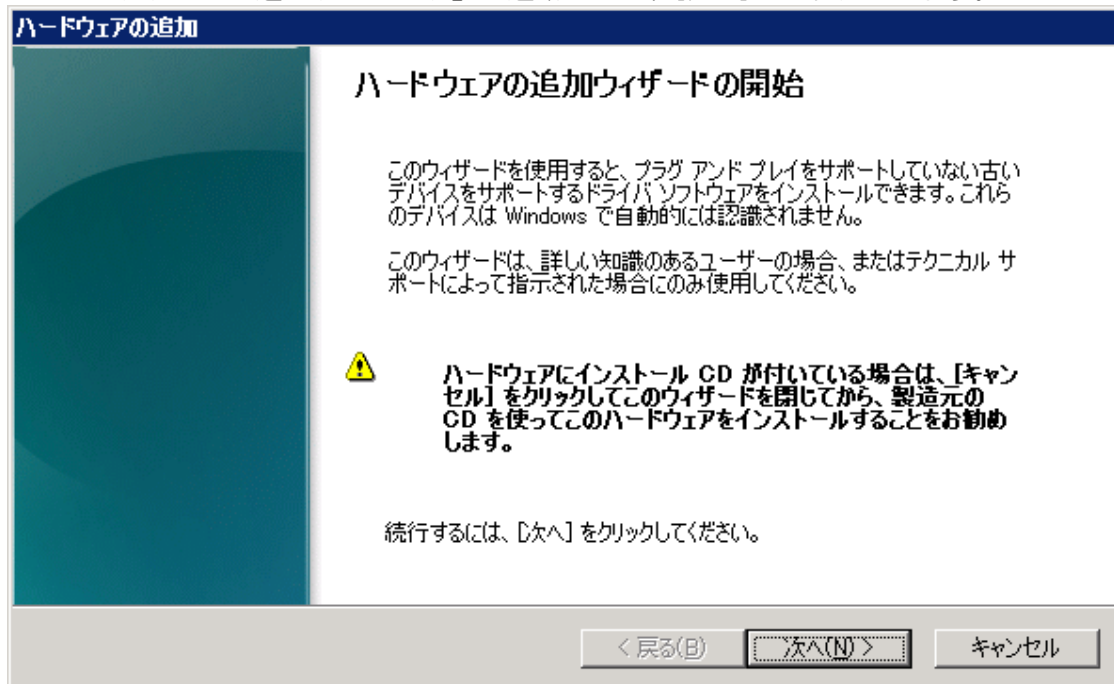 ハードウェアの追加
ハードウェアの追加ウィザードの開始
このウィザードを使用すると、プラグ アンド プレイをサポートしていない古い
デバイスをサポートするドライバ ソフトウェアをインストールできます。これら
のデバイスは Windows で自動的には認識されません。
このウィザードは、詳しい知識のあるユーザーの場合、またはテクニカル サ
ポートによって指示された場合にのみ使用してください。
ハードウェアにインストール CD が付いている場合は、[キャン
セル] をクリックしてこのウィザードを閉じてから、製造元の
CD を使ってこのハードウェアをインストールすることをお勧め
します。
続行するには、[次へ] をクリックしてください。
< 戻る(B)
次へ(N) >
キャンセル